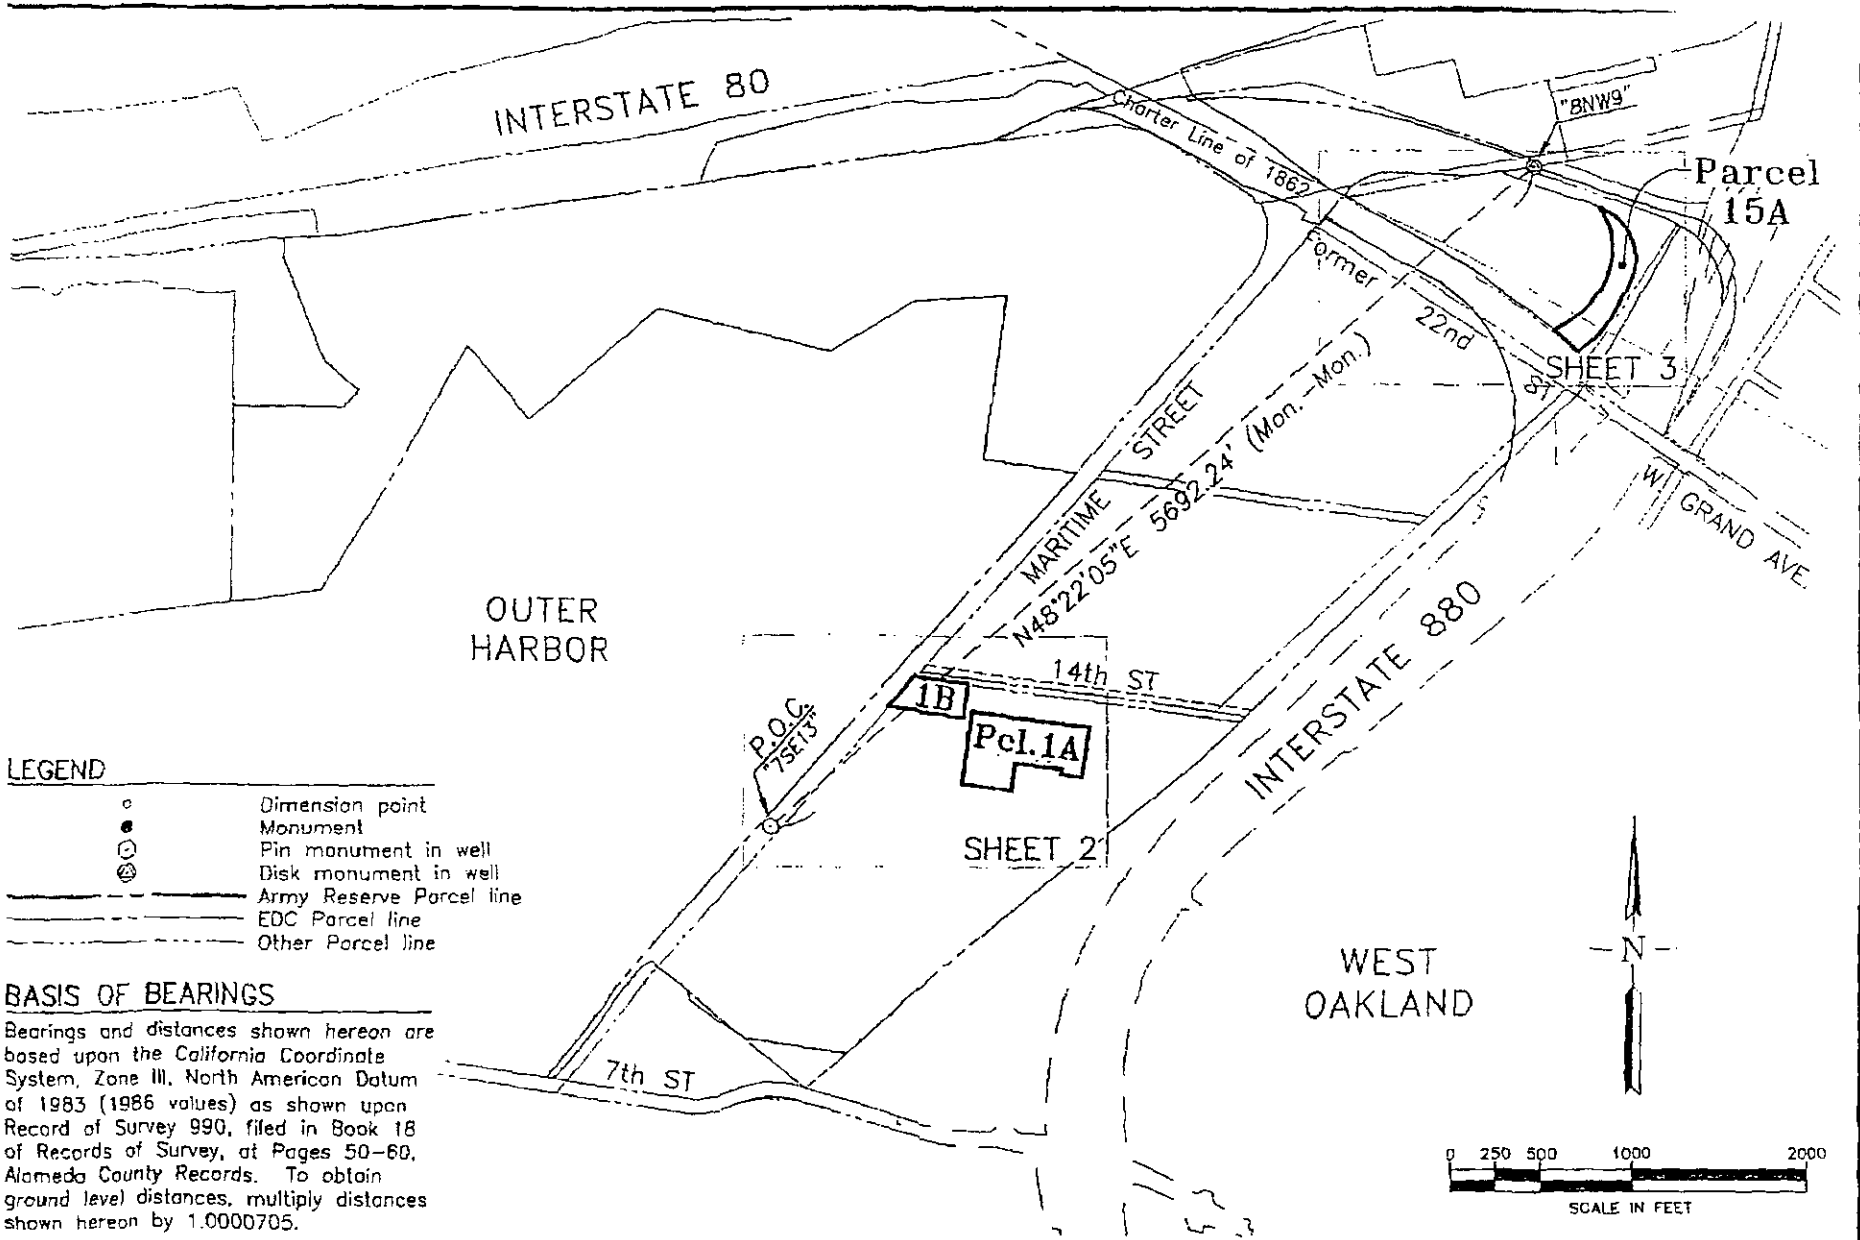 INTERSTATE 80
Charter Line of 1862
"8NW9"
Parcel
15A
Former 22nd St
SHEET 3
MARITIME STREET
N48°22'05"E 5692.24' (Mon.-Mon.)
W GRAND AVE.
OUTER
HARBOR
14th ST
1B
Pcl.1A
P.O.C.
"7SE13"
INTERSTATE 880
SHEET 2
LEGEND
Dimension point
Monument
Pin monument in well
Disk monument in well
Army Reserve Parcel line
EDC Parcel line
Other Parcel line
WEST
OAKLAND
N
BASIS OF BEARINGS
Bearings and distances shown hereon are
based upon the California Coordinate
System, Zone III, North American Datum
of 1983 (1986 values) as shown upon
Record of Survey 990, filed in Book 18
of Records of Survey, at Pages 50-60,
Alameda County Records. To obtain
ground level distances, multiply distances
shown hereon by 1.0000705.
7th ST
0 250 500 1000 2000
SCALE IN FEET